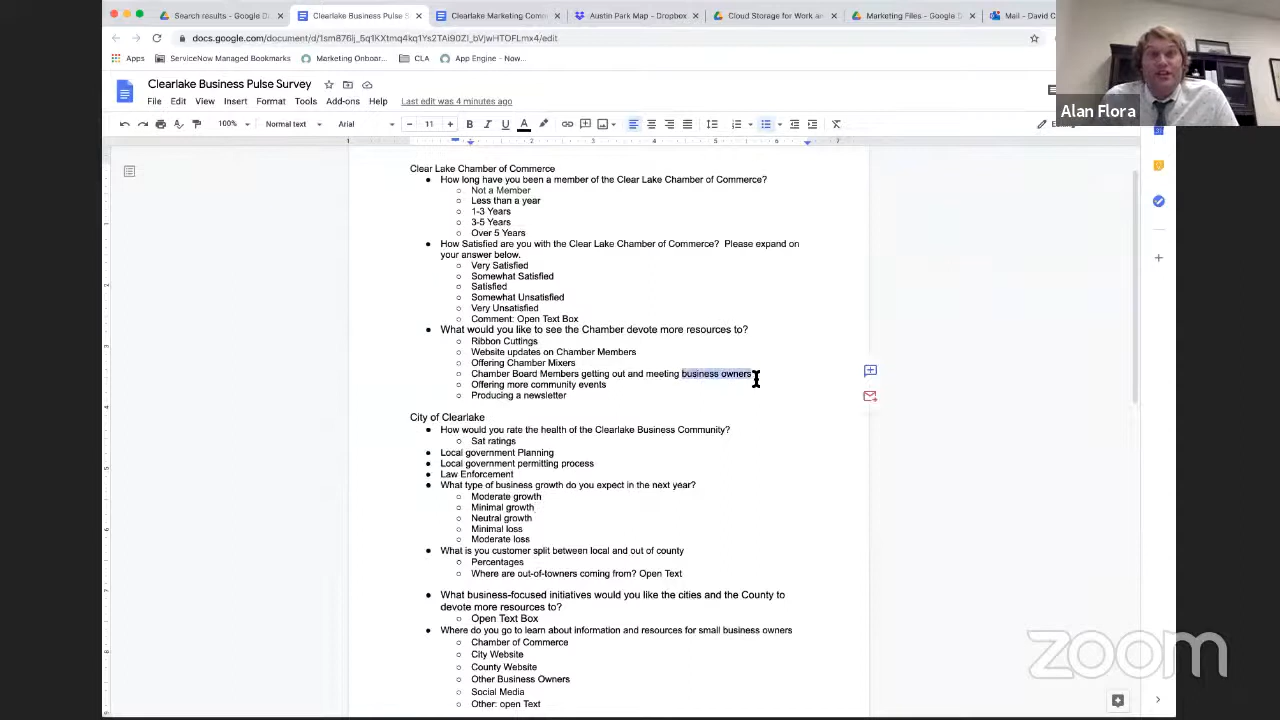 Search results - Google D
Clearlake Business Pulse S
Clearlake Marketing Comm
Austin Park Map - Dropbox
Cloud Storage for Work an
Marketing Files - Google D
Mail - David C
docs.google.com/document/d/
/edit
Apps ServiceNow Managed Bookmarks Marketing Onboar... CLA App Engine - Now...
Clearlake Business Pulse Survey
File Edit View Insert Format Tools Add-ons Help Last edit was 4 minutes ago
100% Normal text Arial 11
Alan Flora
Clear Lake Chamber of Commerce
How long have you been a member of the Clear Lake Chamber of Commerce?
Not a Member
Less than a year
1-3 Years
3-5 Years
Over 5 Years
How Satisfied are you with the Clear Lake Chamber of Commerce? Please expand on
your answer below.
Very Satisfied
Somewhat Satisfied
Satisfied
Somewhat Unsatisfied
Very Unsatisfied
Comment: Open Text Box
What would you like to see the Chamber devote more resources to?
Ribbon Cuttings
Website updates on Chamber Members
Offering Chamber Mixers
Chamber Board Members getting out and meeting business owners
Offering more community events
Producing a newsletter
City of Clearlake
How would you rate the health of the Clearlake Business Community?
Sat ratings
Local government Planning
Local government permitting process
Law Enforcement
What type of business growth do you expect in the next year?
Moderate growth
Minimal growth
Neutral growth
Minimal loss
Moderate loss
What is you customer split between local and out of county
Percentages
Where are out-of-towners coming from? Open Text
What business-focused initiatives would you like the cities and the County to
devote more resources to?
Open Text Box
Where do you go to learn about information and resources for small business owners
Chamber of Commerce
City Website
County Website
Other Business Owners
Social Media
Other: open Text
zoom